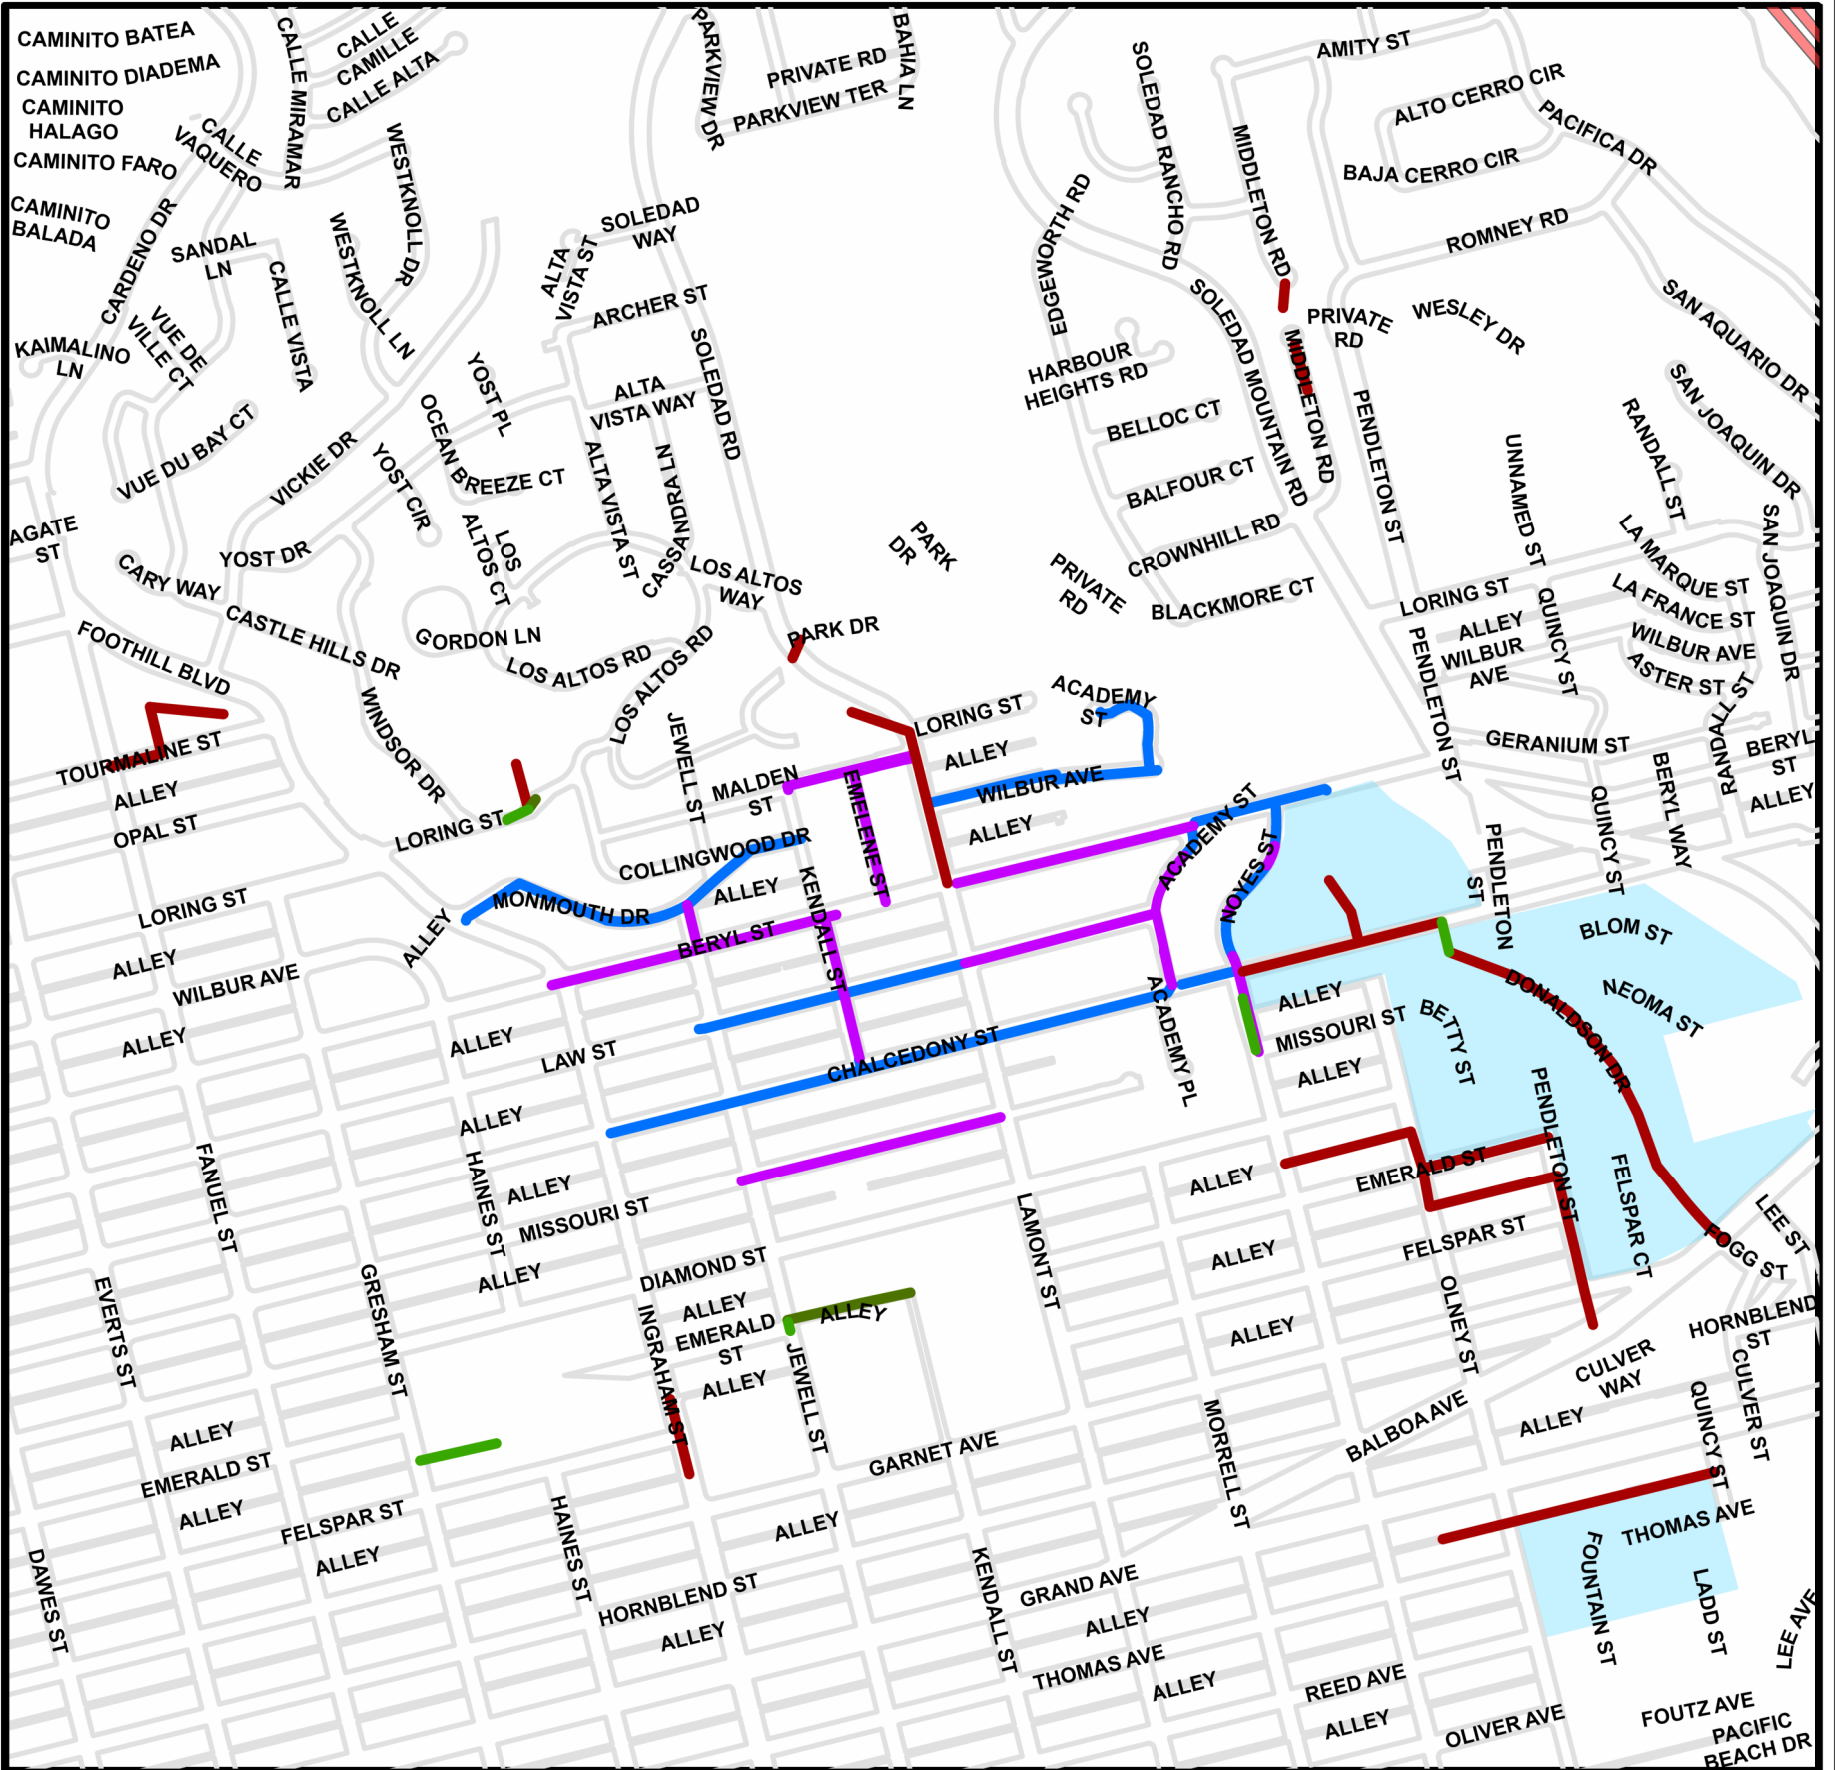 CAMINITO BATEA
CALLE MIRAMAR
CALLE
CAMILLE
PARKVIEW DR
PRIVATE RD
BAHIA LN
SOLEDAD RANCHO RD
AMITY ST
CAMINITO DIADEMA
CALLE ALTA
PARKVIEW TER
ALTO CERRO CIR
CAMINITO
HALAGO
CALLE
VAQUERO
WESTKNOLL DR
MIDDLETON RD
PACIFICA DR
CAMINITO FARO
BAJA CERRO CIR
CAMINITO
BALADA
CARDENO DR
SANDAL
LN
WESTKNOLL LN
SOLEDAD
WAY
ALTA
VISTA ST
EDGEWORTH RD
ROMNEY RD
CALLE VISTA
ARCHER ST
SOLEDAD MOUNTAIN RD
PRIVATE
RD
WESLEY DR
SAN AQUARIO DR
KAIMALINO
LN
VUE DE
VILLE CT
SOLEDAD RD
HARBOUR
HEIGHTS RD
MIDDLETON RD
YOST PL
ALTA
VISTA WAY
PENDLETON ST
SAN JOAQUIN DR
VUE DU BAY CT
VICKIE DR
OCEAN BREEZE CT
BELLOC CT
RANDALL ST
YOST CIR
ALTA VISTA ST
CASSANDRA LN
BALFOUR CT
UNNAMED ST
AGATE
ST
YOST DR
LOS
ALTOS CT
PARK
DR
CROWNHILL RD
LA MARQUE ST
SAN JOAQUIN DR
CARY WAY
LOS ALTOS
WAY
PRIVATE
RD
BLACKMORE CT
LORING ST
QUINCY ST
LA FRANCE ST
FOOTHILL BLVD
CASTLE HILLS DR
GORDON LN
PARK DR
ALLEY
WILBUR AVE
LOS ALTOS RD
LOS ALTOS RD
PENDLETON ST
WILBUR
AVE
ASTER ST
WINDSOR DR
JEWELL ST
LORING ST
ACADEMY
ST
RANDALL ST
TOURMALINE ST
ALLEY
GERANIUM ST
BERYL
ST
ALLEY
MALDEN
ST
EMELENE ST
WILBUR AVE
QUINCY ST
BERYL WAY
ALLEY
OPAL ST
LORING ST
ALLEY
ACADEMY ST
NOYES ST
PENDLETON
ST
COLLINGWOOD DR
KENDALL ST
ALLEY
LORING ST
ALLEY
MONMOUTH DR
BERYL ST
BLOM ST
ALLEY
WILBUR AVE
ACADEMY PL
ALLEY
DONALDSON DR
NEOMA ST
ALLEY
ALLEY
LAW ST
CHALCEDONY ST
MISSOURI ST
BETTY ST
ALLEY
ALLEY
PENDLETON ST
FANUEL ST
HAINES ST
ALLEY
ALLEY
EMERALD ST
FELSPAR CT
MISSOURI ST
LAMONT ST
FELSPAR ST
FOGG ST
LEE ST
ALLEY
DIAMOND ST
ALLEY
EVERTS ST
GRESHAM ST
INGRAHAM ST
ALLEY
ALLEY
OLNEY ST
HORNBLEND
ST
EMERALD
ST
ALLEY
ALLEY
JEWELL ST
CULVER
WAY
CULVER ST
ALLEY
MORRELL ST
BALBOA AVE
ALLEY
QUINCY ST
EMERALD ST
GARNET AVE
ALLEY
FELSPAR ST
HAINES ST
ALLEY
THOMAS AVE
ALLEY
DAWES ST
HORNBLEND ST
KENDALL ST
GRAND AVE
FOUNTAIN ST
LADD ST
ALLEY
ALLEY
LEE AVE
THOMAS AVE
ALLEY
REED AVE
ALLEY
OLIVER AVE
FOUTZ AVE
PACIFIC
BEACH DR